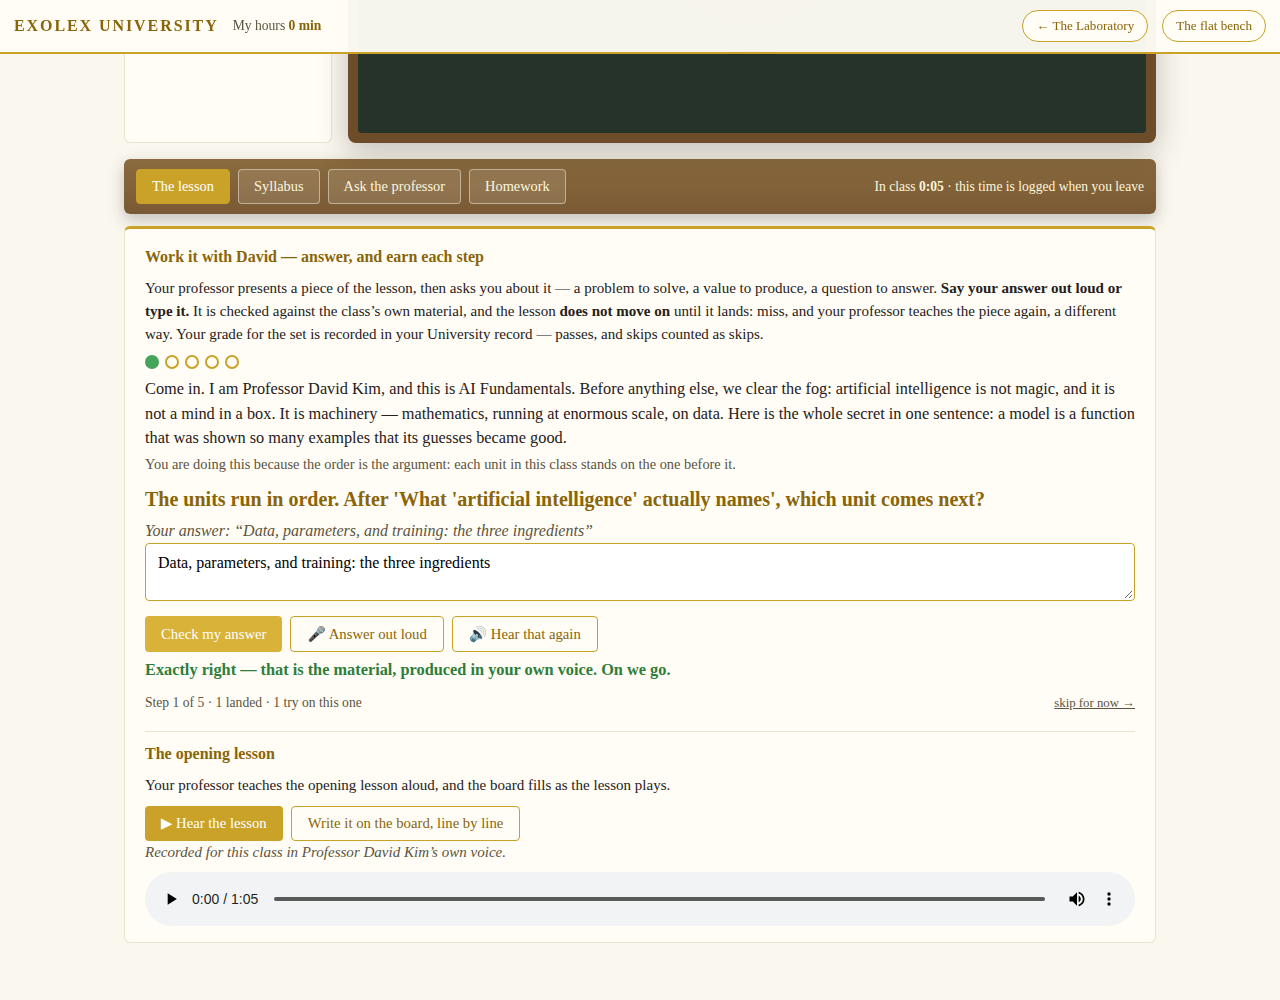 EXOLEX UNIVERSITY My hours 0 min ← The Laboratory The flat bench
The lesson Syllabus Ask the professor Homework In class 0:05 · this time is logged when you leave
Work it with David — answer, and earn each step
Your professor presents a piece of the lesson, then asks you about it — a problem to solve, a value to produce, a question to answer. Say your answer out loud or
type it. It is checked against the class’s own material, and the lesson does not move on until it lands: miss, and your professor teaches the piece again, a different
way. Your grade for the set is recorded in your University record — passes, and skips counted as skips.
Come in. I am Professor David Kim, and this is AI Fundamentals. Before anything else, we clear the fog: artificial intelligence is not magic, and it is
not a mind in a box. It is machinery — mathematics, running at enormous scale, on data. Here is the whole secret in one sentence: a model is a function
that was shown so many examples that its guesses became good.
You are doing this because the order is the argument: each unit in this class stands on the one before it.
The units run in order. After 'What 'artificial intelligence' actually names', which unit comes next?
Your answer: “Data, parameters, and training: the three ingredients”
Data, parameters, and training: the three ingredients
Check my answer 🎤 Answer out loud 🔊 Hear that again
Exactly right — that is the material, produced in your own voice. On we go.
Step 1 of 5 · 1 landed · 1 try on this one skip for now →
The opening lesson
Your professor teaches the opening lesson aloud, and the board fills as the lesson plays.
▶ Hear the lesson Write it on the board, line by line
Recorded for this class in Professor David Kim’s own voice.
0:00 / 1:05